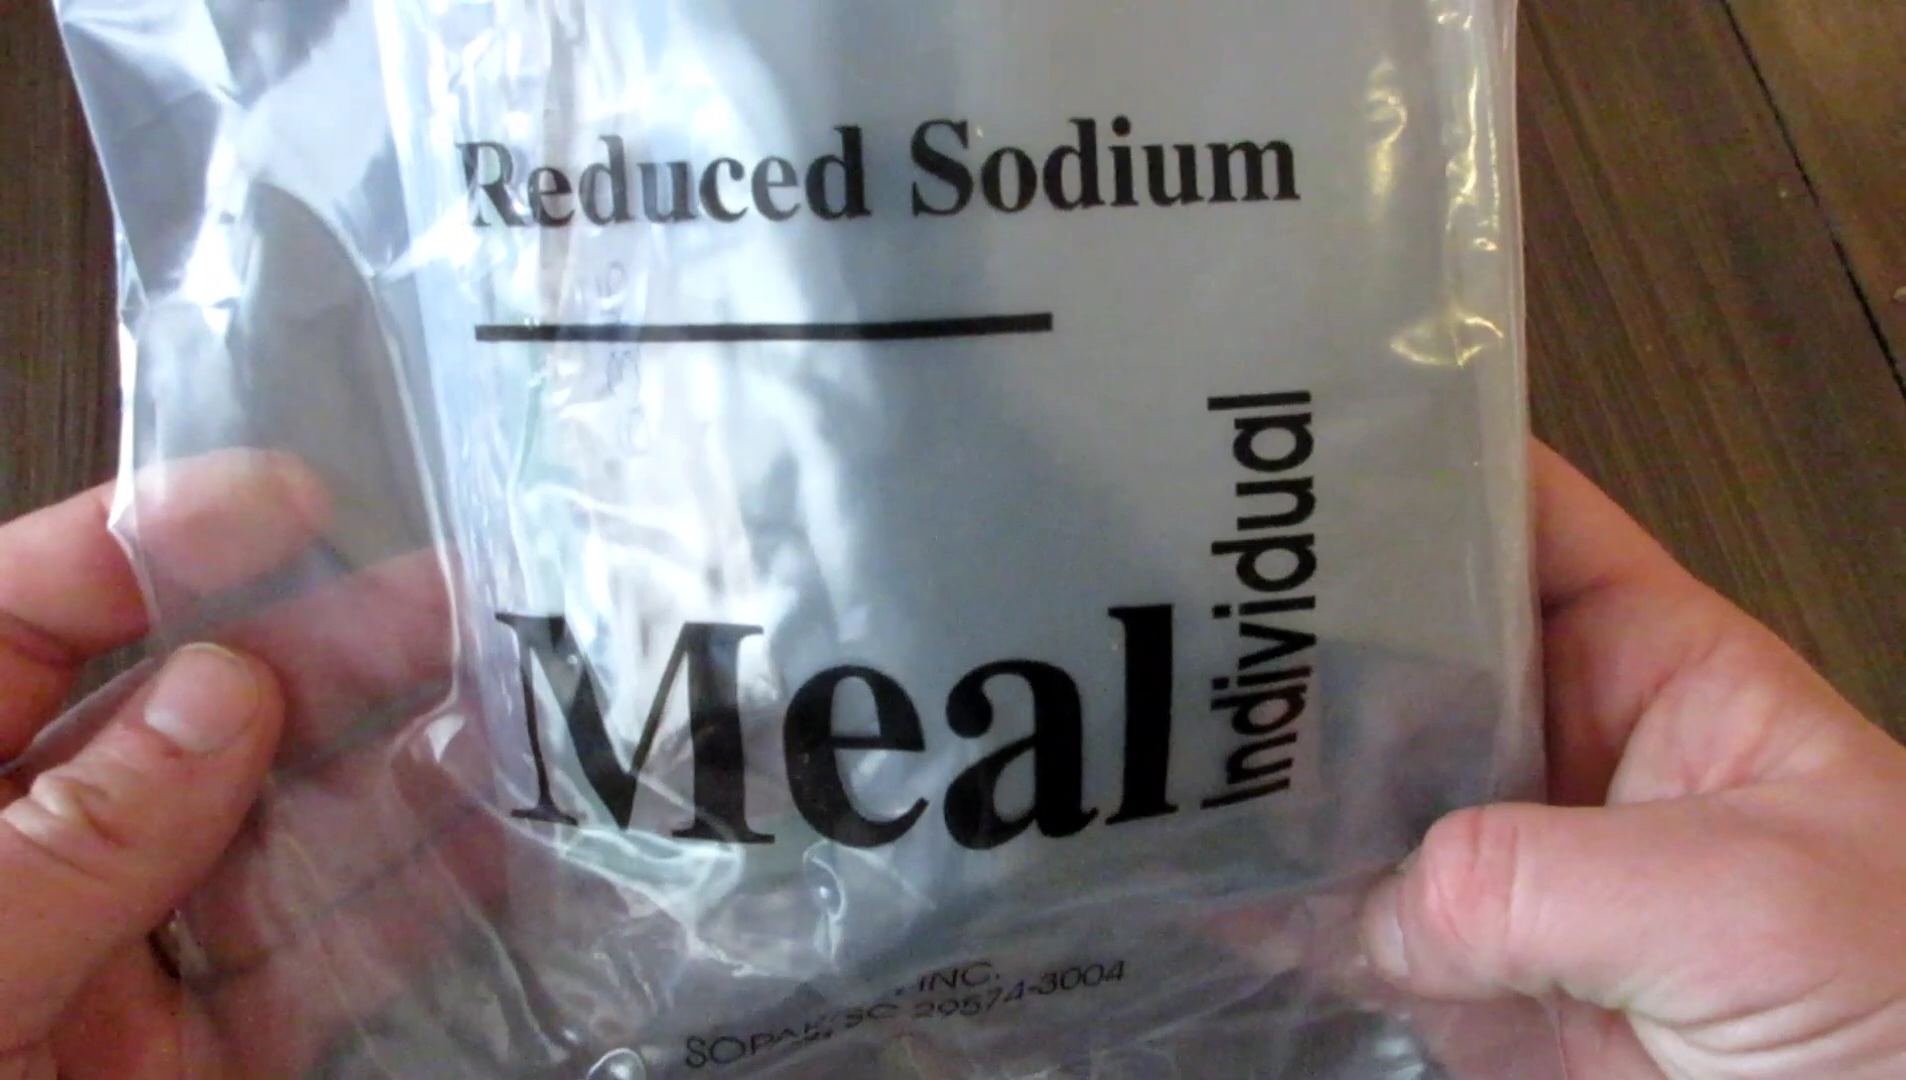 Reduced Sodium
Meal
Individual
INC.
SC 29574-3004